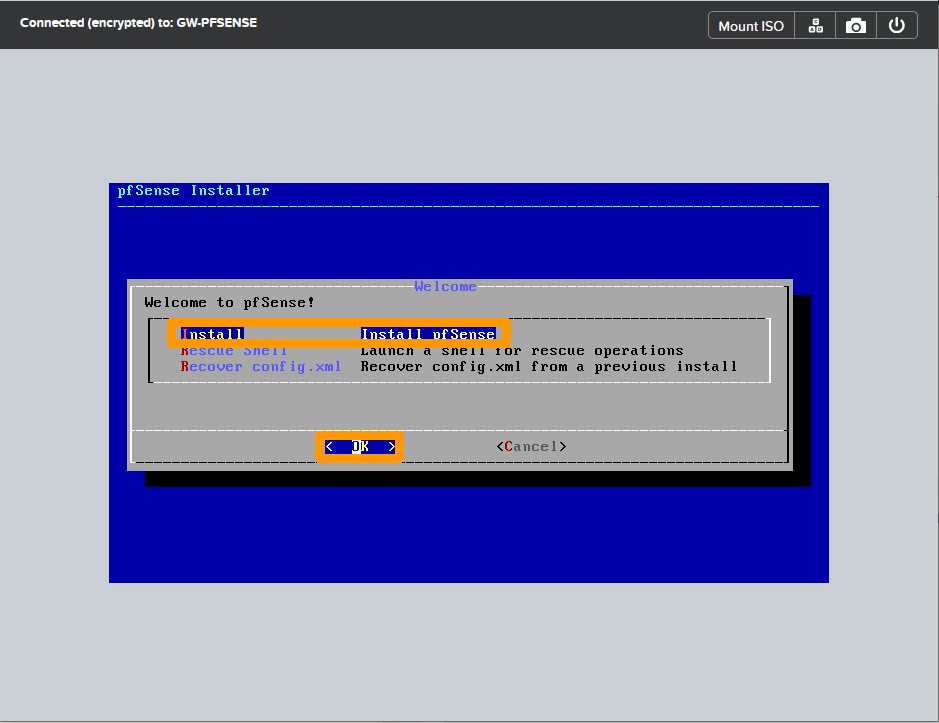 Connected (encrypted) to: GW-PFSENSE
Mount ISO
pfSense Installer
Welcome
Welcome to pfSense!
Install Install pfSense
Rescue Shell Launch a shell for rescue operations
Recover config.xml Recover config.xml from a previous install
< OK > <Cancel>